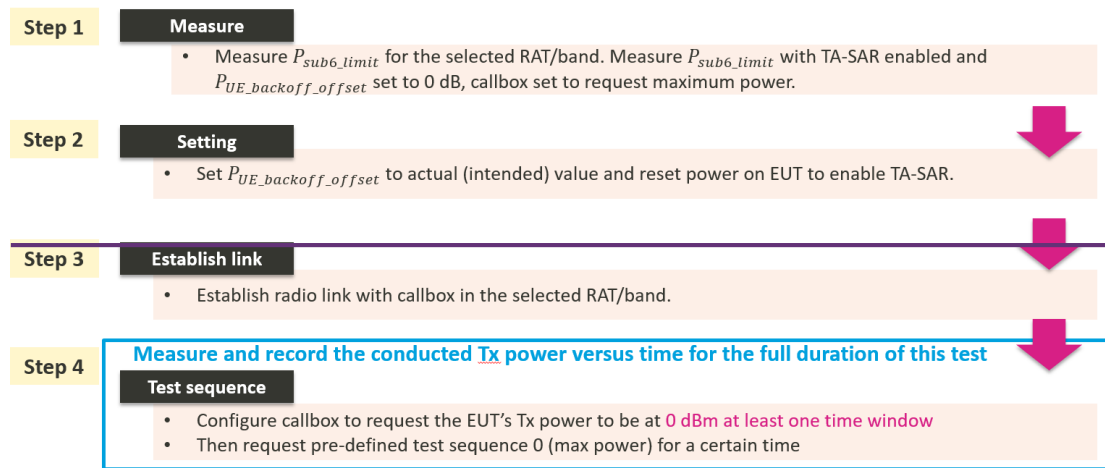 Step 1
Measure
• Measure P_sub6_limit for the selected RAT/band. Measure P_sub6_limit with TA-SAR enabled and
P_UE_backoff_offset set to 0 dB, callbox set to request maximum power.
Step 2
Setting
• Set P_UE_backoff_offset to actual (intended) value and reset power on EUT to enable TA-SAR.
Step 3
Establish link
• Establish radio link with callbox in the selected RAT/band.
Step 4
Measure and record the conducted Tx power versus time for the full duration of this test
Test sequence
• Configure callbox to request the EUT’s Tx power to be at 0 dBm at least one time window
• Then request pre-defined test sequence 0 (max power) for a certain time